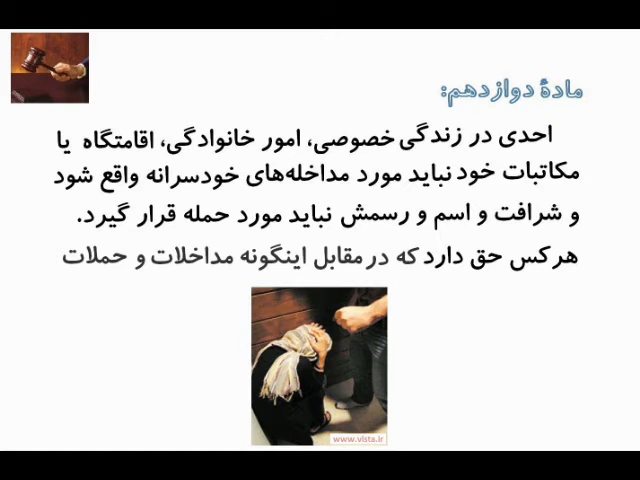 مادهٔ دوازدهم:
احدی در زندگی خصوصی، امور خانوادگی، اقامتگاه یا
مکاتبات خود نباید مورد مداخله‌های خودسرانه واقع شود
و شرافت و اسم و رسمش نباید مورد حمله قرار گیرد.
هرکس حق دارد که در مقابل اینگونه مداخلات و حملات
www.vista.ir